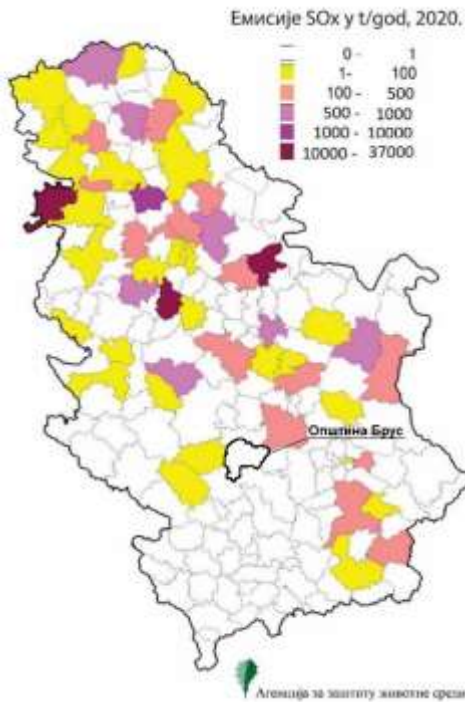 Емисије SOx у t/god, 2020.
0 - 1
1- 100
100 - 500
500 - 1000
1000 - 10000
10000 - 37000
Општина Брус
Агенција за заштиту животне среди